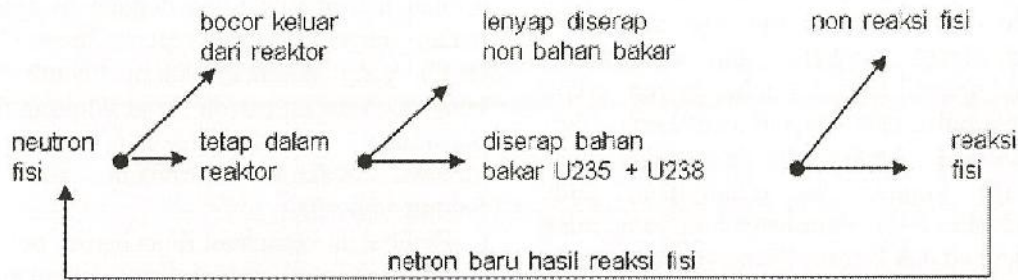 bocor keluar
dari reaktor
lenyap diserap
non bahan bakar
non reaksi fisi
neutron
fisi
tetap dalam
reaktor
diserap bahan
bakar U235 + U238
reaksi
fisi
netron baru hasil reaksi fisi